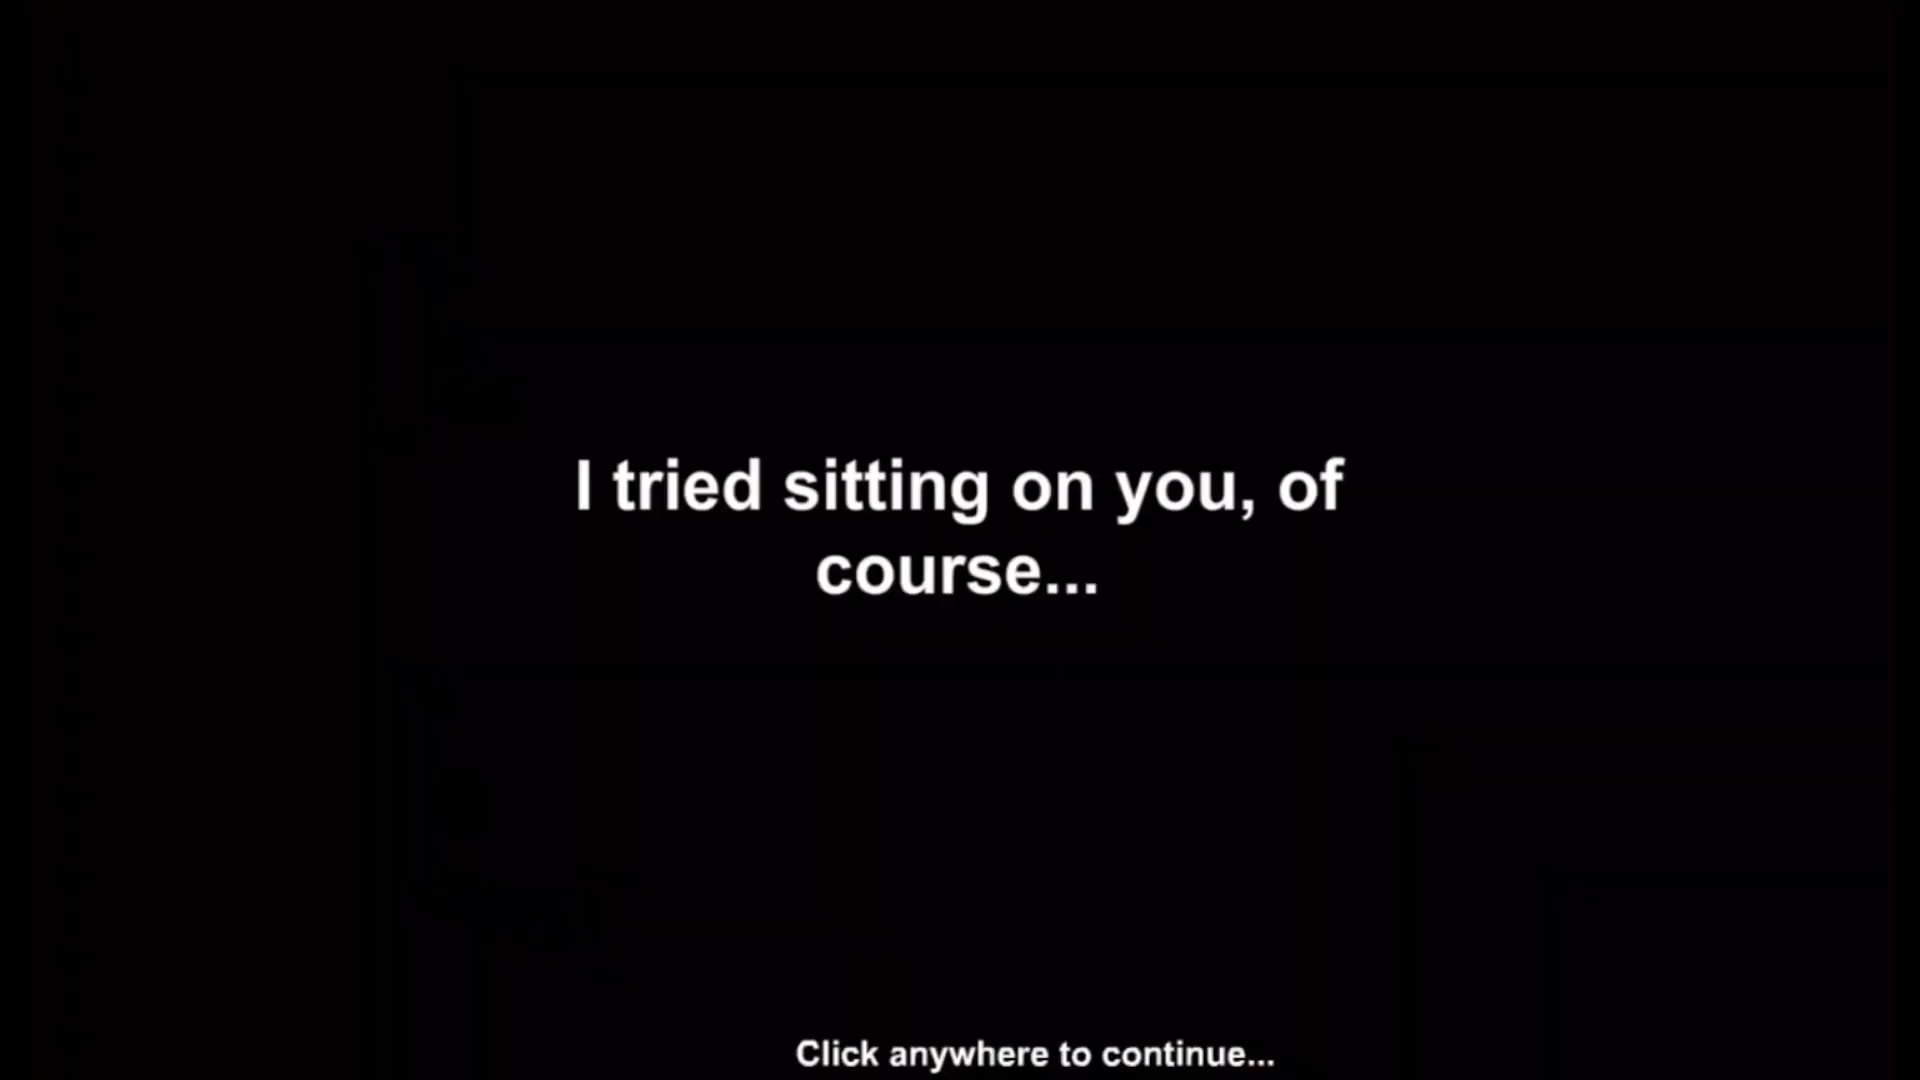 I tried sitting on you, of
course...
Click anywhere to continue...